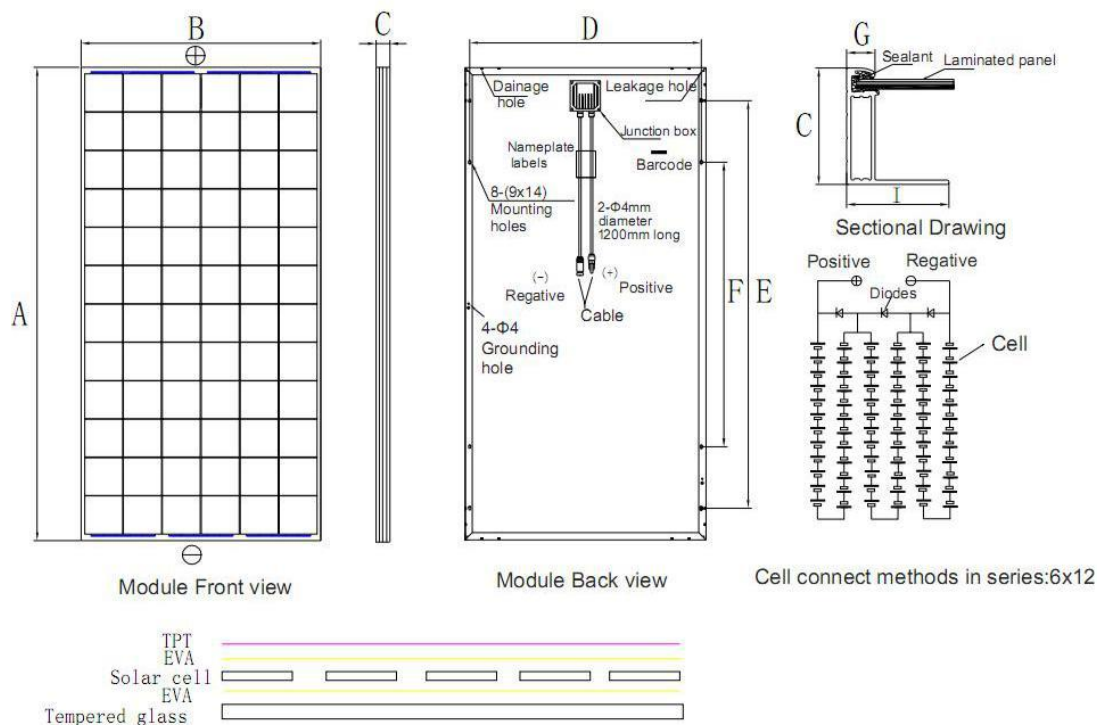 B
A
Module Front view
C
D
Dainage
hole
Leakage hole
Junction box
Nameplate
labels
Barcode
8-(9x14)
Mounting
holes
2-Φ4mm
diameter
1200mm long
(-)
Regative
(+)
Positive
Cable
4-Φ4
Grounding
hole
F
E
Module Back view
G
Sealant
Laminated panel
C
I
Sectional Drawing
Positive
Regative
Diodes
Cell
Cell connect methods in series:6x12
TPT
EVA
Solar cell
EVA
Tempered glass